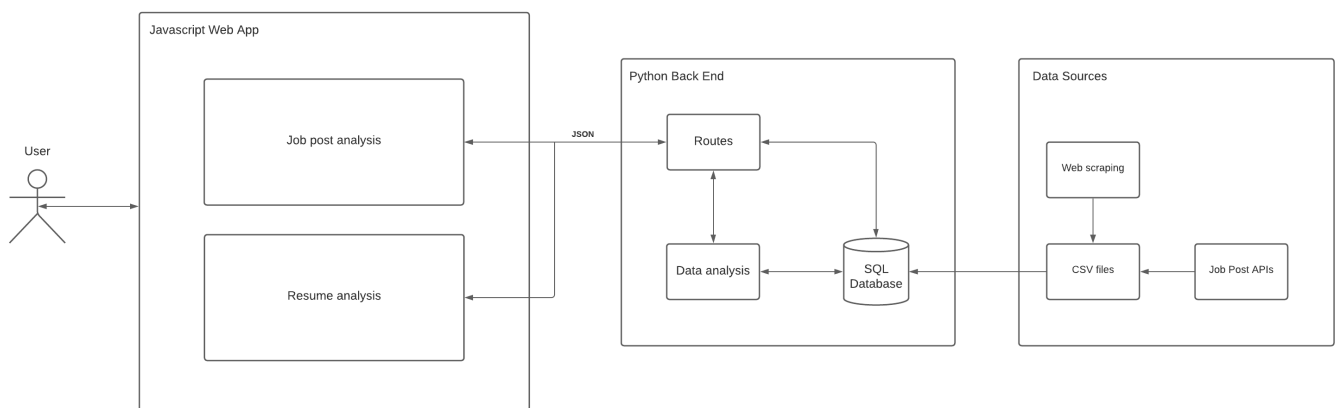 User
Javascript Web App
Job post analysis
Resume analysis
JSON
Python Back End
Routes
Data analysis
SQL
Database
Data Sources
Web scraping
CSV files
Job Post APIs